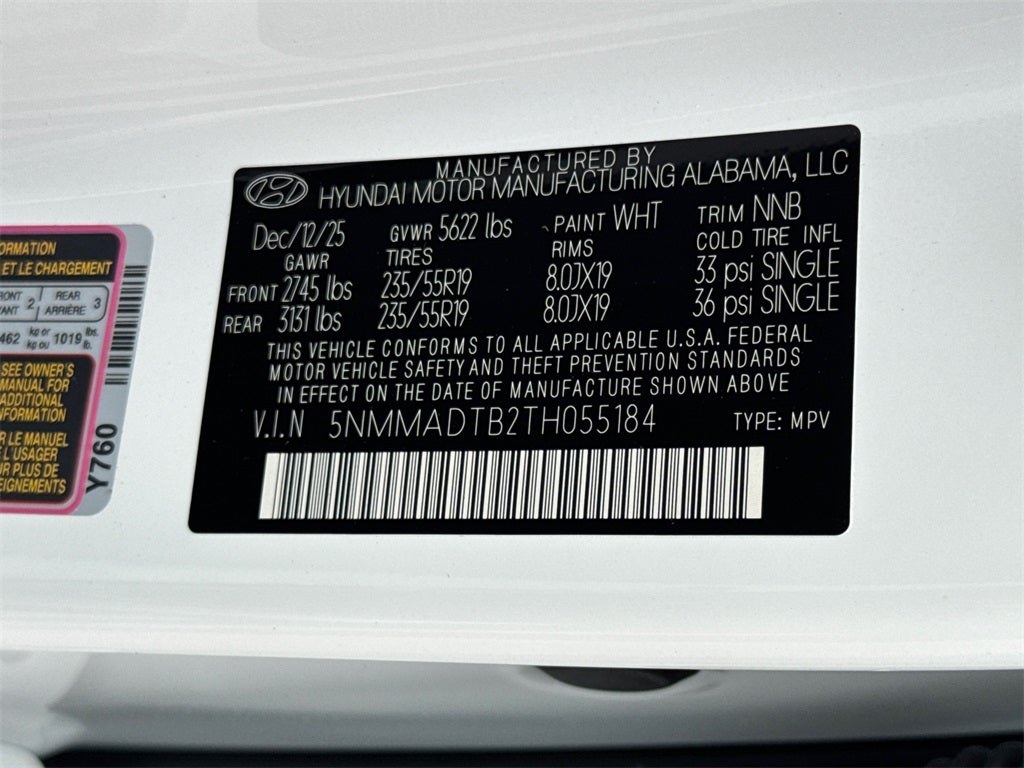 MANUFACTURED BY
HYUNDAI MOTOR MANUFACTURING ALABAMA, LLC
Dec/12/25 GVWR 5622 lbs PAINT WHT TRIM NNB
GAWR TIRES RIMS COLD TIRE INFL
FRONT 2745 lbs 235/55R19 8.0JX19 33 psi SINGLE
REAR 3131 lbs 235/55R19 8.0JX19 36 psi SINGLE
THIS VEHICLE CONFORMS TO ALL APPLICABLE U.S.A. FEDERAL
MOTOR VEHICLE SAFETY AND THEFT PREVENTION STANDARDS
IN EFFECT ON THE DATE OF MANUFACTURE SHOWN ABOVE
V.I.N 5NMMADTB2TH055184 TYPE: MPV
ET LE CHARGEMENT
2 REAR 3
ARRIÈRE
462 kg or 1019 lbs.
kg ou lb.
SEE OWNER'S
MANUAL FOR
ADDITIONAL
LE MANUEL
L'USAGER
PLUS DE
Y760